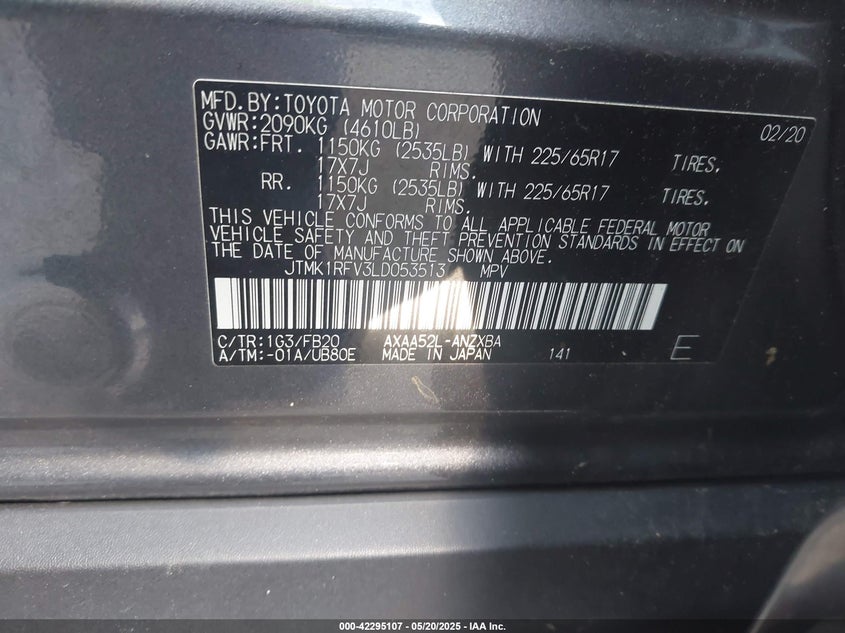 MFD.BY:TOYOTA MOTOR CORPORATION 02/20
GVWR:2090KG (4610LB)
GAWR:FRT. 1150KG (2535LB) WITH 225/65R17 TIRES,
17X7J RIMS.
RR. 1150KG (2535LB) WITH 225/65R17 TIRES,
17X7J RIMS.
THIS VEHICLE CONFORMS TO ALL APPLICABLE FEDERAL MOTOR
VEHICLE SAFETY AND THEFT PREVENTION STANDARDS IN EFFECT ON
THE DATE OF MANUFACTURE SHOWN ABOVE.
JTMK1RFV3LD053513 MPV
C/TR:1G3/FB20 AXAA52L-ANZXBA
A/TM:-01A/UB80E MADE IN JAPAN 141 E
000-42295107 — 05/20/2025 — IAA Inc.